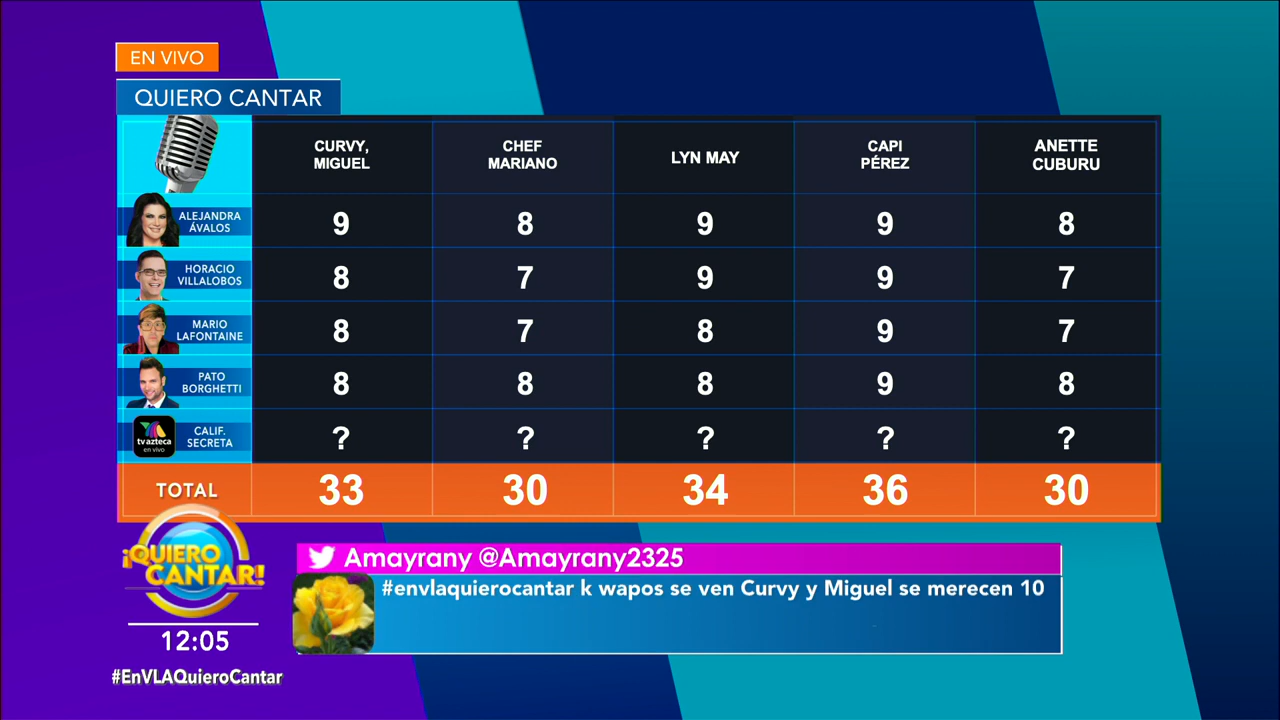 EN VIVO
QUIERO CANTAR
CURVY,
MIGUEL
CHEF
MARIANO
LYN MAY
CAPI
PÉREZ
ANETTE
CUBURU
ALEJANDRA
ÁVALOS
9 8 9 9 8
HORACIO
VILLALOBOS
8 7 9 9 7
MARIO
LAFONTAINE
8 7 8 9 7
PATO
BORGHETTI
8 8 8 9 8
tv azteca
en vivo
CALIF.
SECRETA
? ? ? ? ?
TOTAL 33 30 34 36 30
¡QUIERO
CANTAR!
12:05
#EnVLAQuieroCantar
Amayrany @Amayrany2325
#envlaquierocantar k wapos se ven Curvy y Miguel se merecen 10